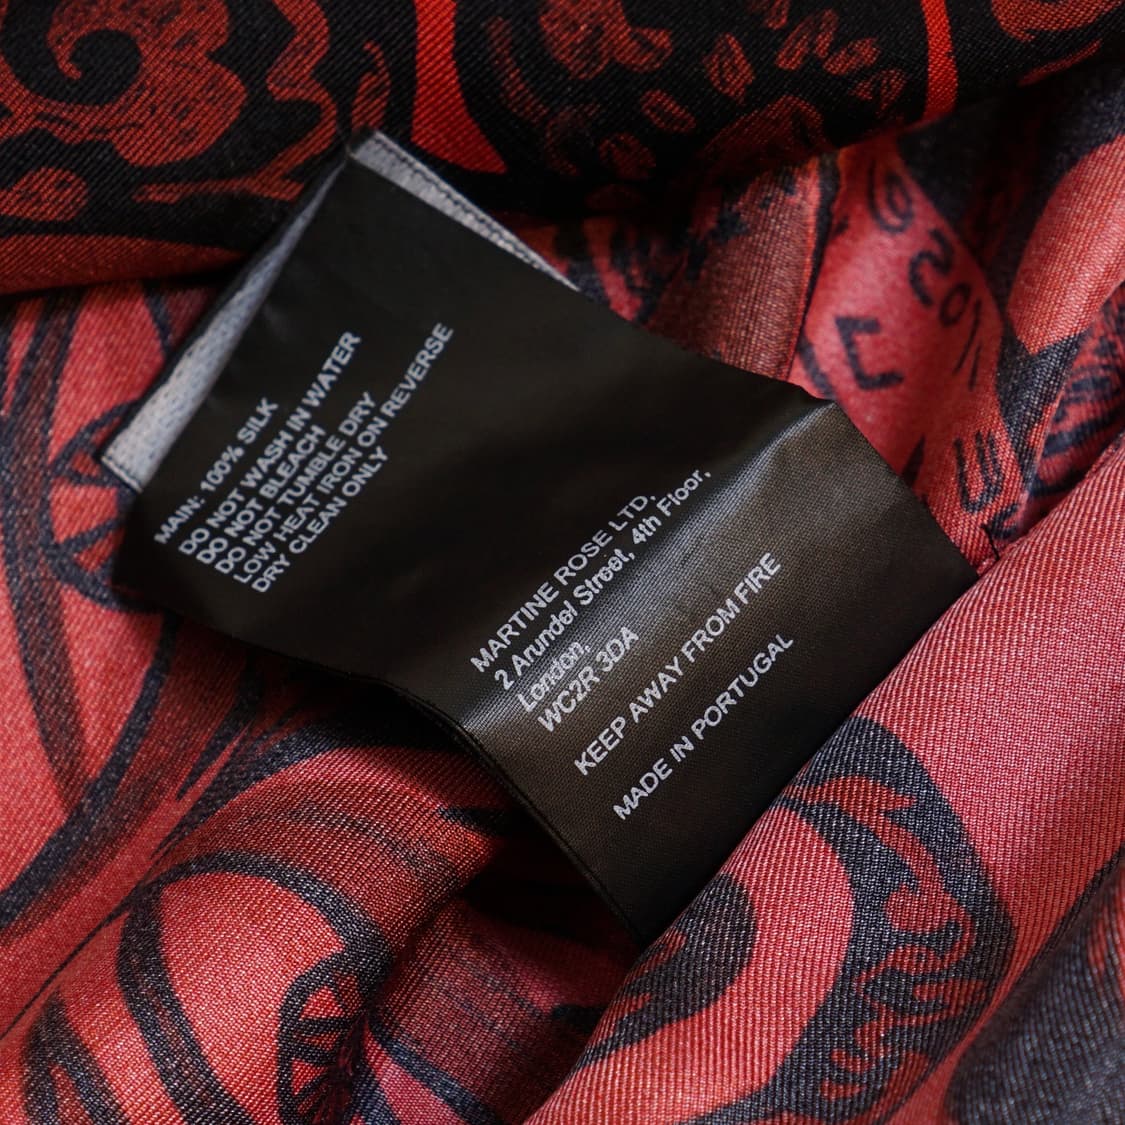 MAIN: 100% SILK
DO NOT WASH IN WATER
DO NOT BLEACH
DO NOT TUMBLE DRY
LOW HEAT IRON ON REVERSE
DRY CLEAN ONLY
MARTINE ROSE LTD.
2 Arundel Street, 4th Floor,
London,
WC2R 3DA
KEEP AWAY FROM FIRE
MADE IN PORTUGAL